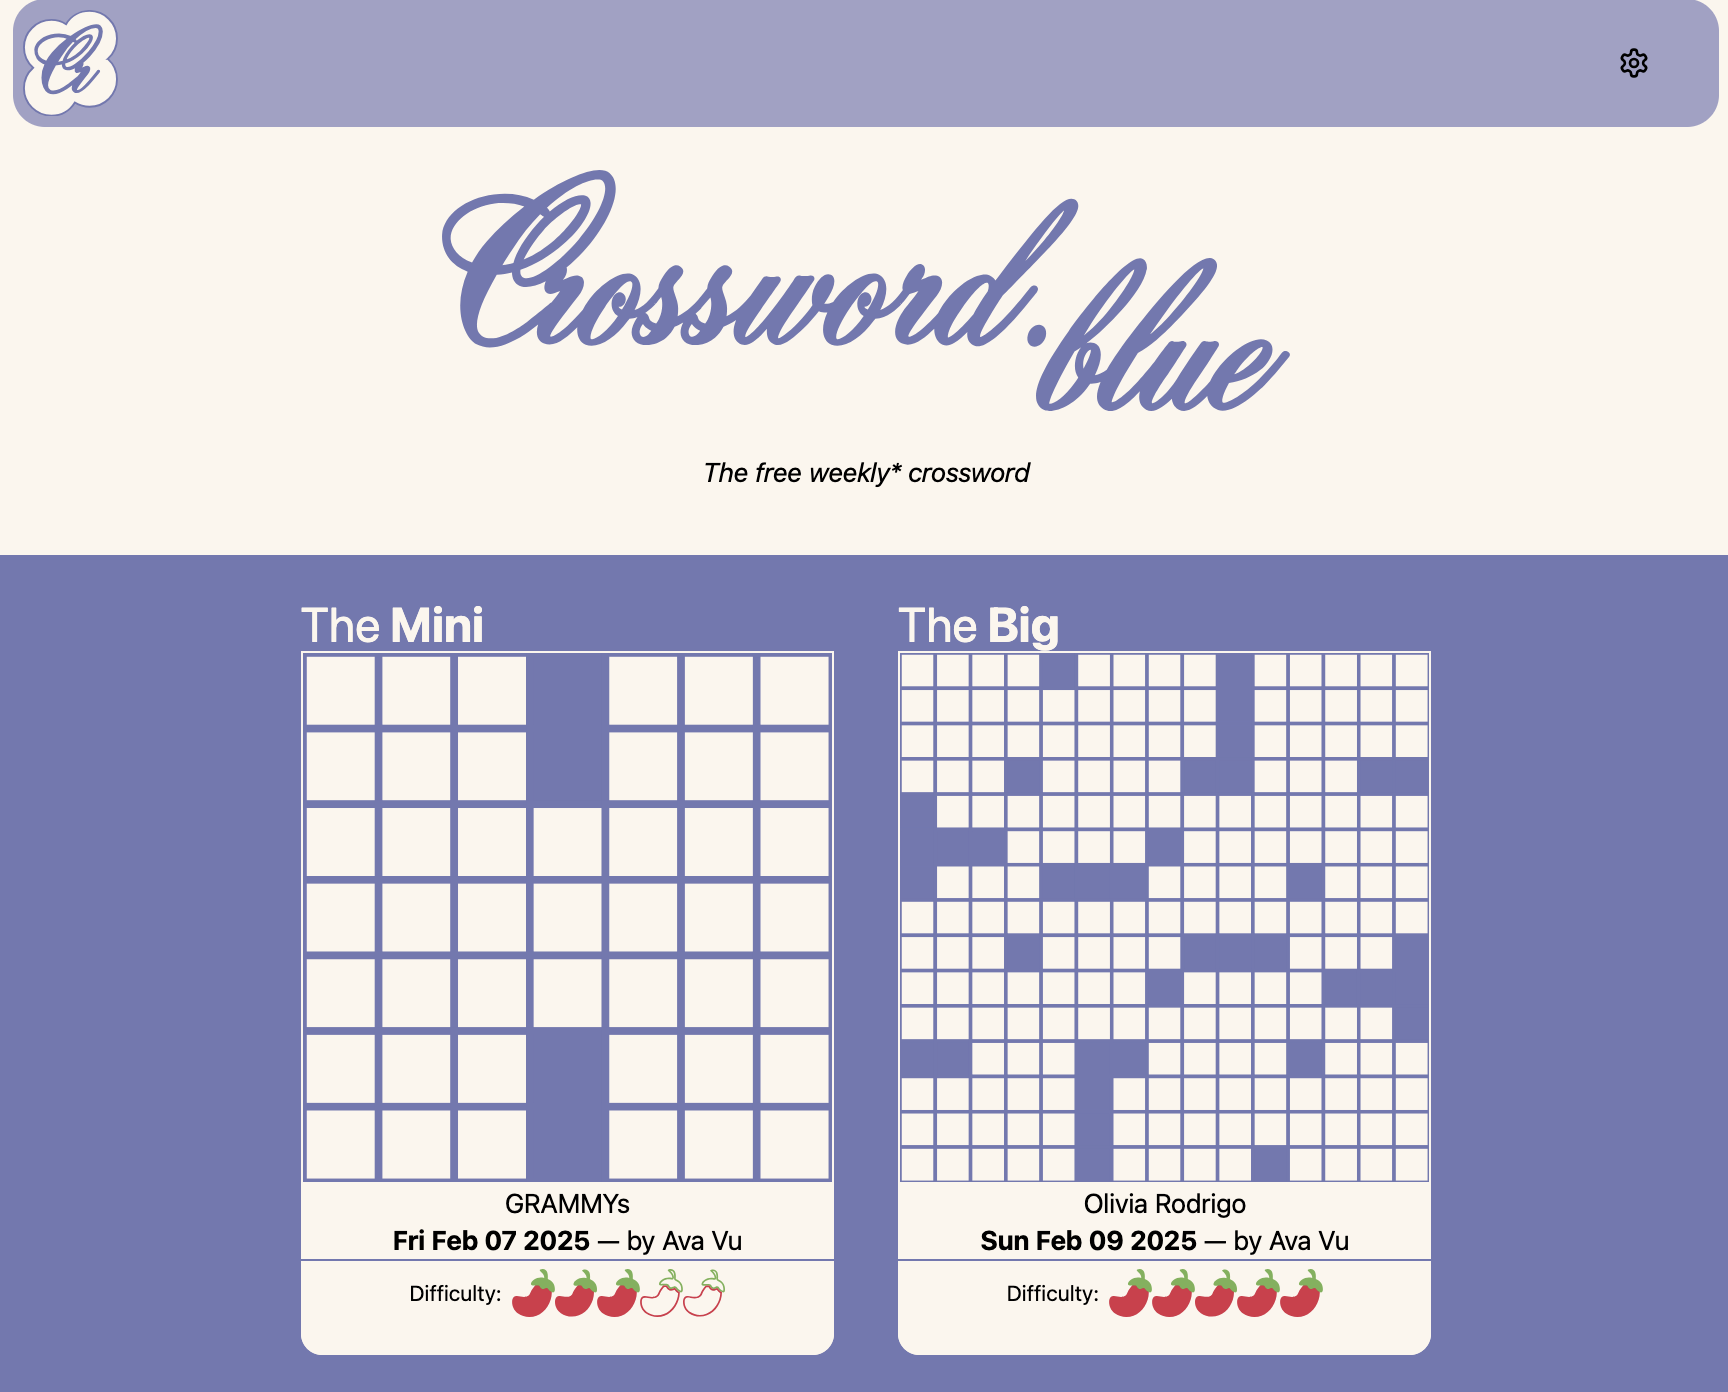 Cr
Crossword.blue
The free weekly* crossword
The Mini
The Big
GRAMMYs
Fri Feb 07 2025 — by Ava Vu
Difficulty:
Olivia Rodrigo
Sun Feb 09 2025 — by Ava Vu
Difficulty: